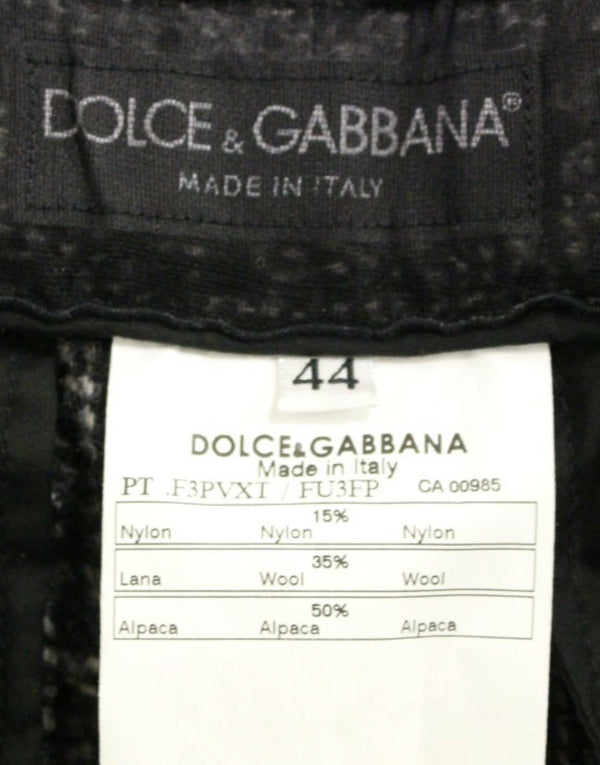 DOLCE & GABBANA®
MADE IN ITALY
44
DOLCE&GABBANA
Made in Italy
PT .F3PVXT / FU3FP CA 00985
15%
Nylon Nylon Nylon
35%
Lana Wool Wool
50%
Alpaca Alpaca Alpaca